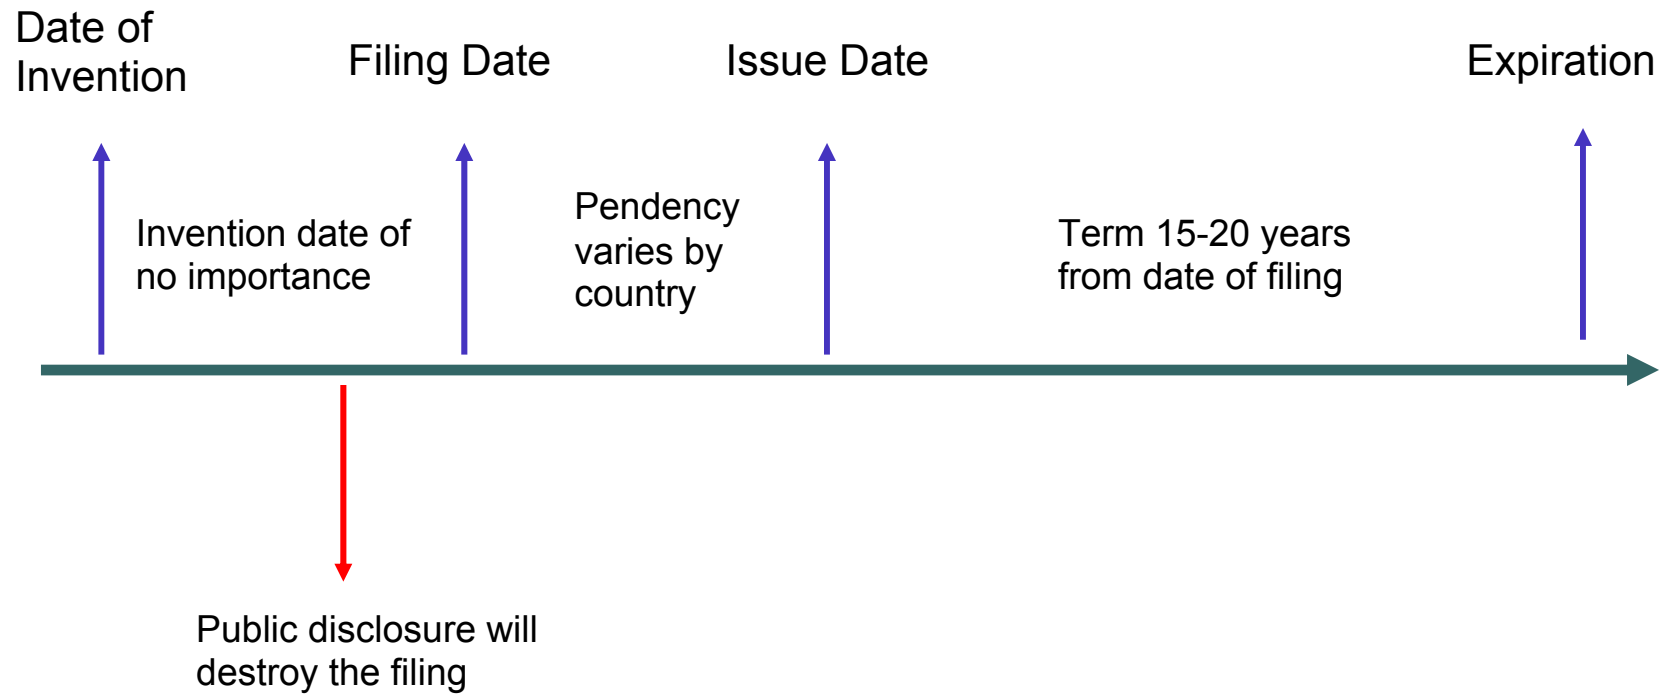 Date of
Invention
Filing Date
Issue Date
Expiration
Invention date of
no importance
Pendency
varies by
country
Term 15-20 years
from date of filing
Public disclosure will
destroy the filing